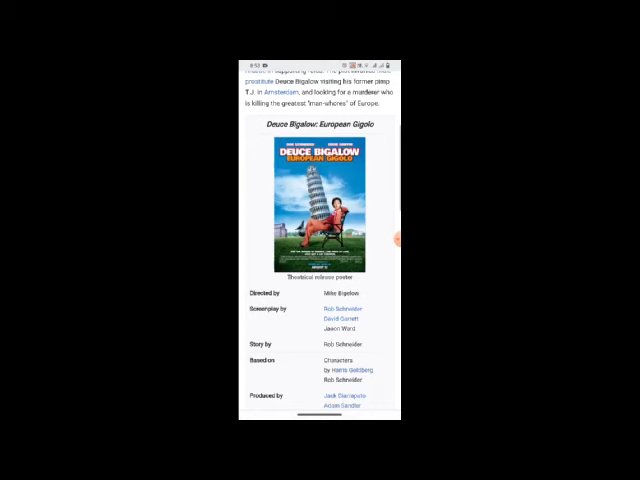 9:53
prostitute Deuce Bigalow visiting his former pimp
T.J. in Amsterdam, and looking for a murderer who
is killing the greatest "man-whores" of Europe.
Deuce Bigalow: European Gigolo
DEUCE BIGALOW
EUROPEAN GIGOLO
Theatrical release poster
Directed by Mike Bigelow
Screenplay by Rob Schneider
David Garrett
Jason Ward
Story by Rob Schneider
Based on Characters
by Harris Goldberg
Rob Schneider
Produced by Jack Giarraputo
Adam Sandler